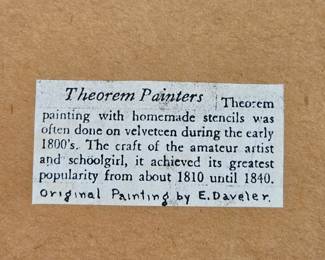 Theorem Painters Theorem
painting with homemade stencils was
often done on velveteen during the early
1800's. The craft of the amateur artist
and schoolgirl, it achieved its greatest
popularity from about 1810 until 1840.
Original Painting by E. Daveler.